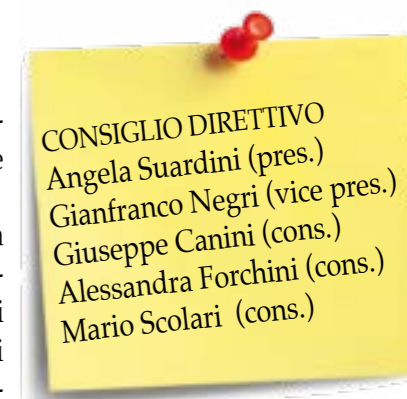 CONSIGLIO DIRETTIVO
Angela Suardini (pres.)
Gianfranco Negri (vice pres.)
Giuseppe Canini (cons.)
Alessandra Forchini (cons.)
Mario Scolari (cons.)